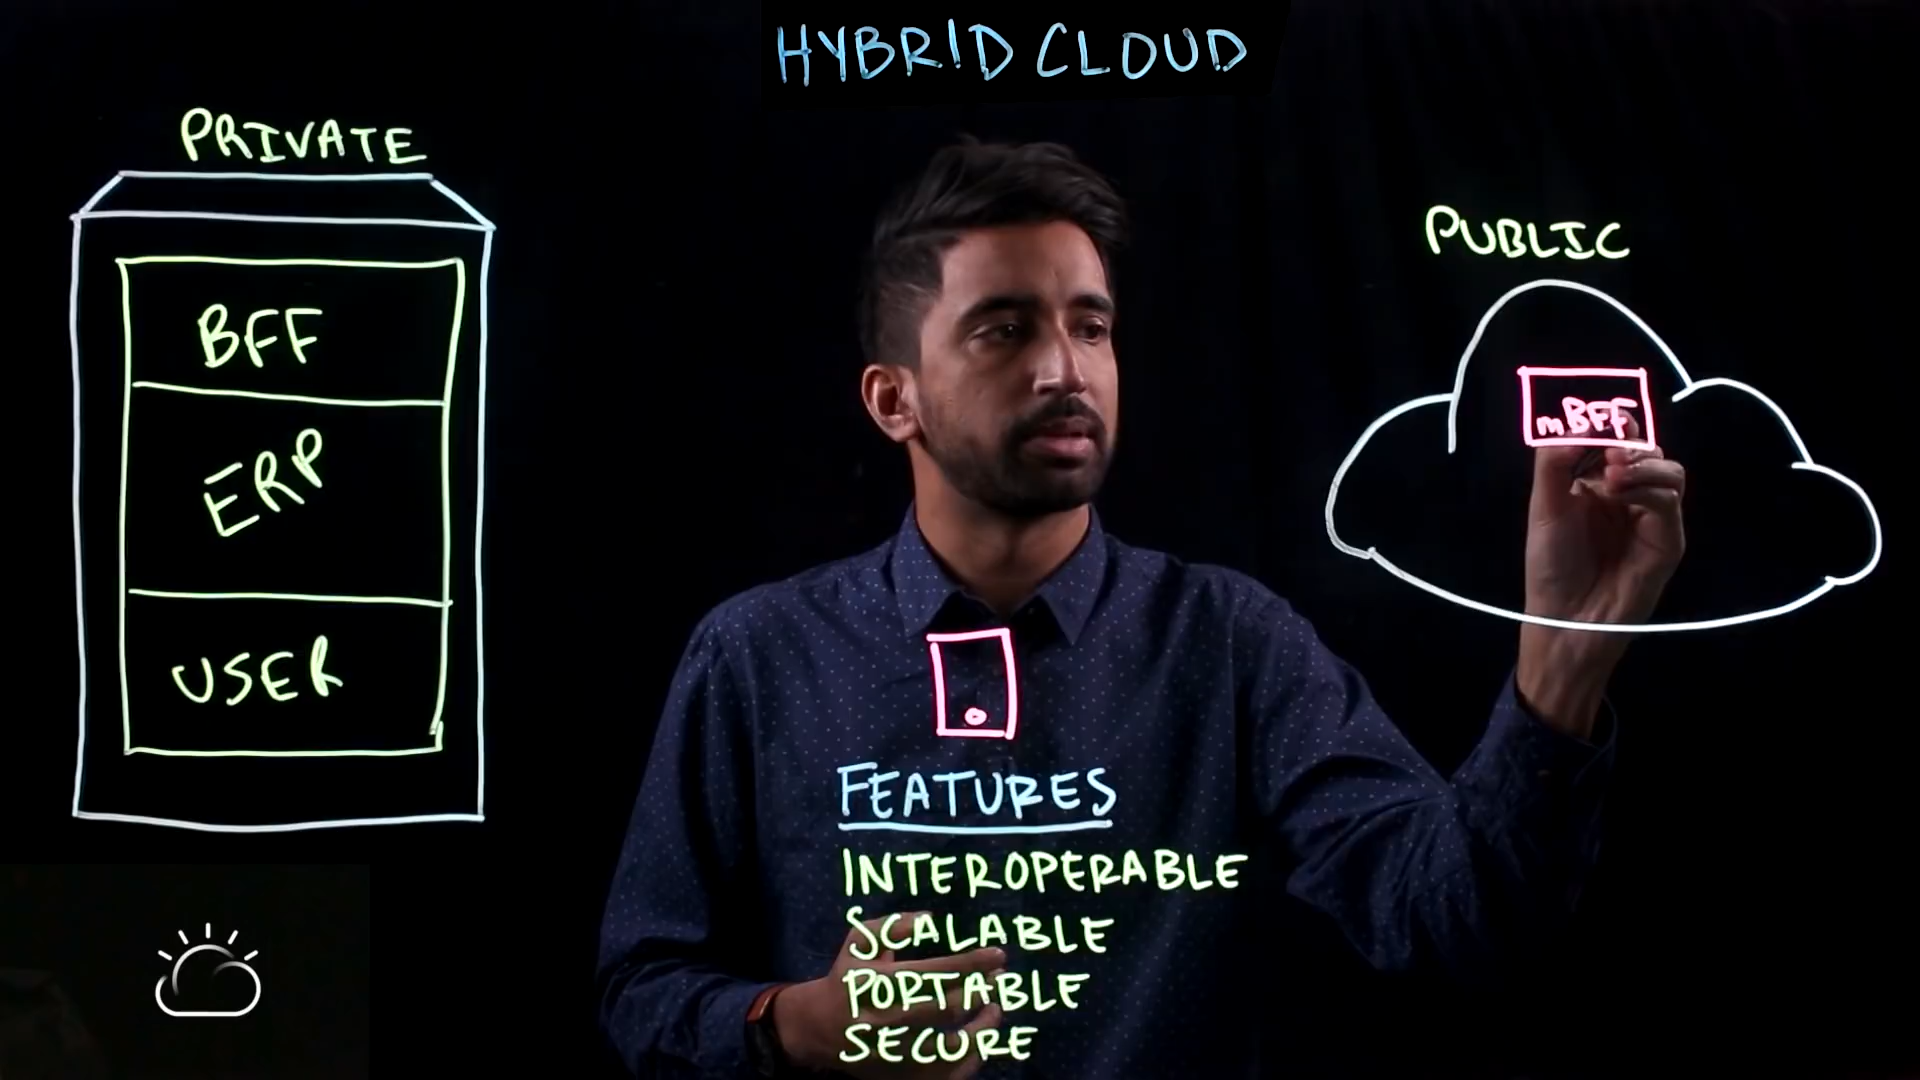 HYBRID CLOUD
PRIVATE
BFF
ERP
USER
PUBLIC
mBFF
FEATURES
INTEROPERABLE
SCALABLE
PORTABLE
SECURE